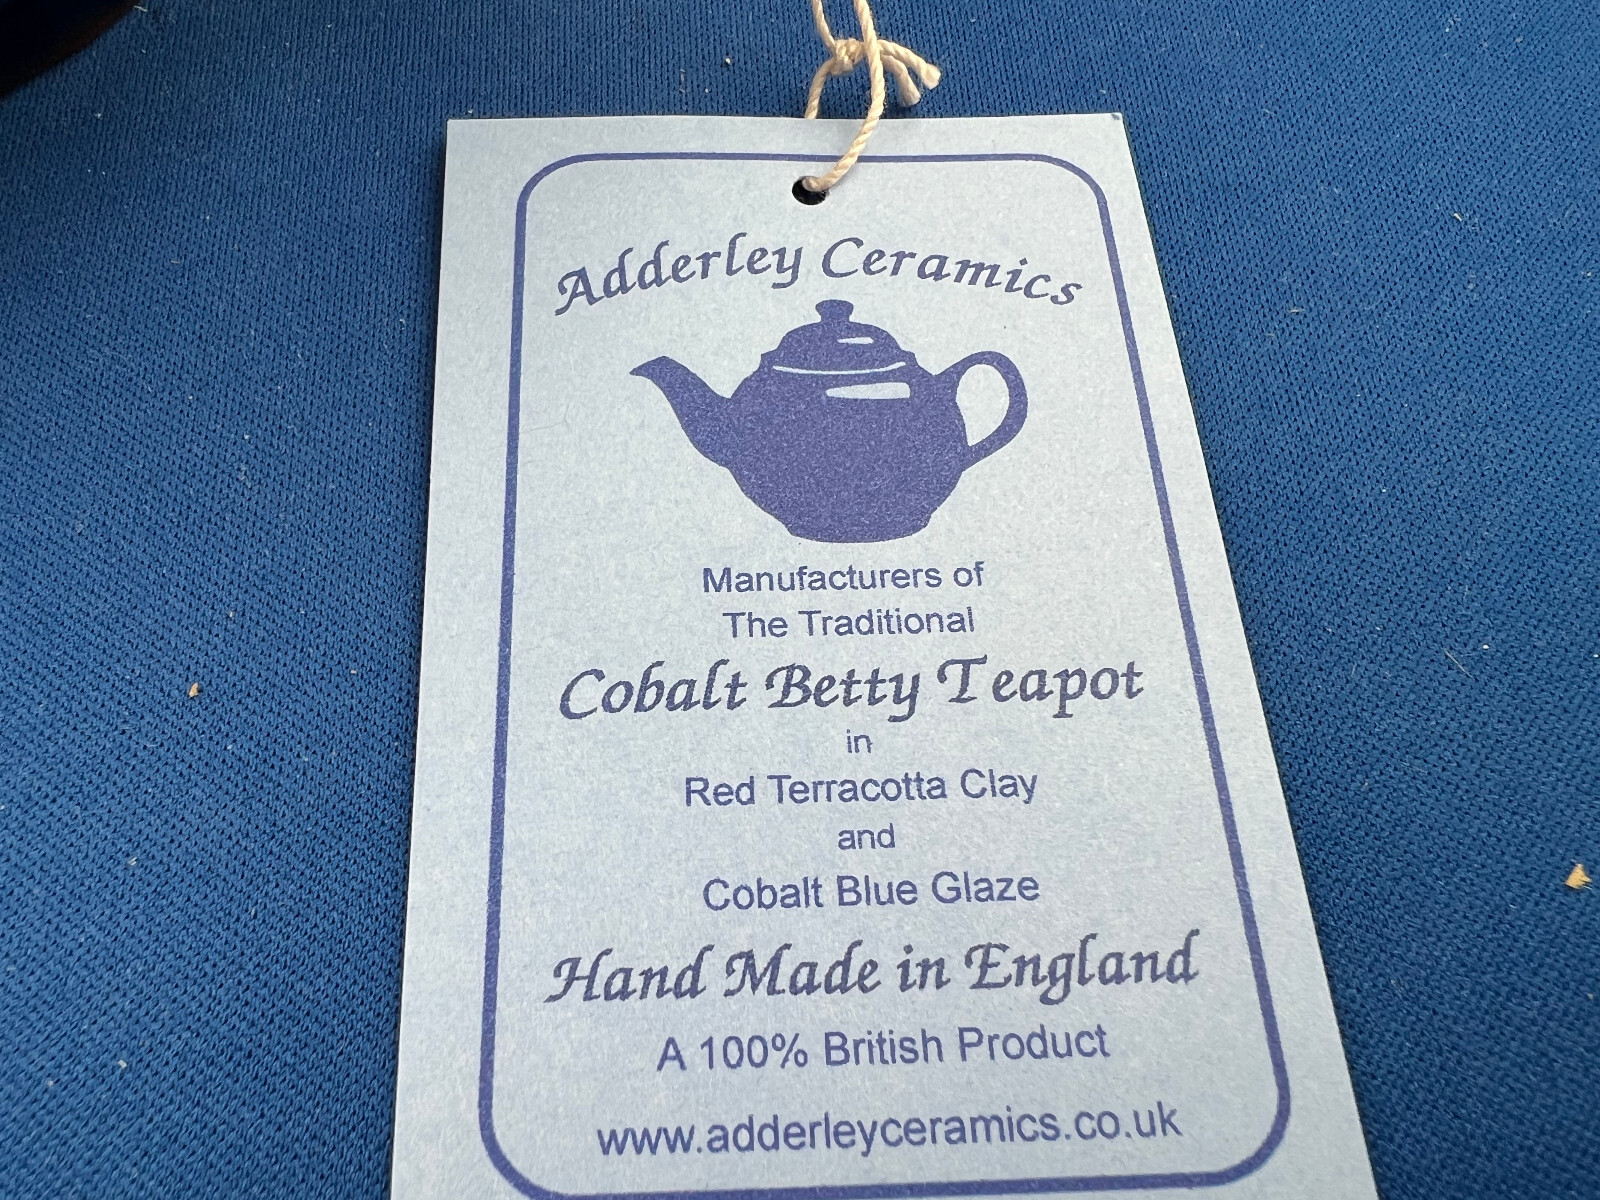 Adderley Ceramics
Manufacturers of
The Traditional
Cobalt Betty Teapot
in
Red Terracotta Clay
and
Cobalt Blue Glaze
Hand Made in England
A 100% British Product
www.adderleyceramics.co.uk